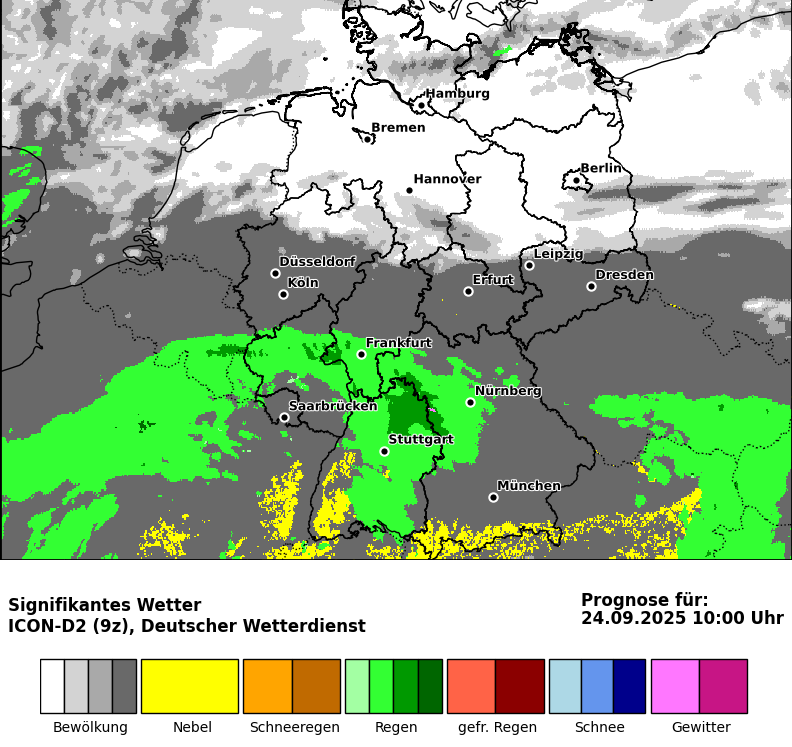 Hamburg
Bremen
Berlin
Hannover
Leipzig
Düsseldorf
Dresden
Köln
Erfurt
Frankfurt
Nürnberg
Saarbrücken
Stuttgart
München
Signifikantes Wetter
ICON-D2 (9z), Deutscher Wetterdienst
Prognose für:
24.09.2025 10:00 Uhr
Bewölkung
Nebel
Schneeregen
Regen
gefr. Regen
Schnee
Gewitter